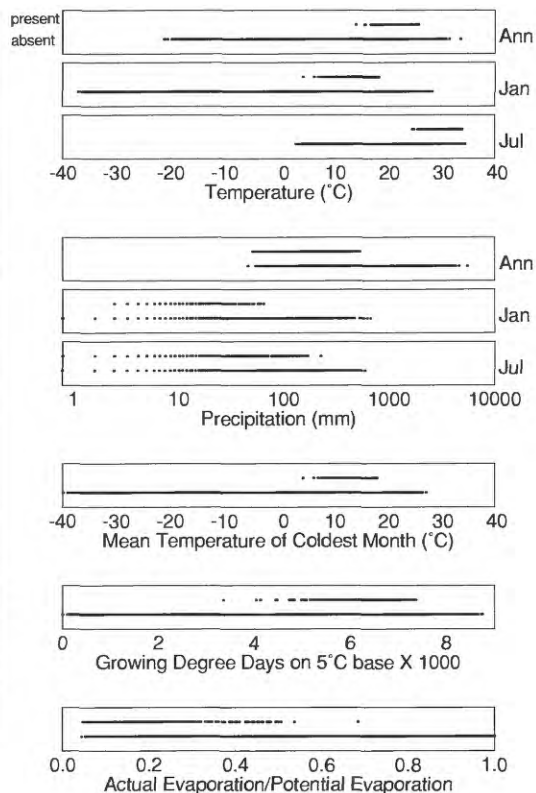 present
absent
Ann
Jan
Jul
-40 -30 -20 -10 0 10 20 30 40
Temperature (˚C)
Ann
Jan
Jul
1 10 100 1000 10000
Precipitation (mm)
-40 -30 -20 -10 0 10 20 30 40
Mean Temperature of Coldest Month (˚C)
0 2 4 6 8
Growing Degree Days on 5˚C base X 1000
0.0 0.2 0.4 0.6 0.8 1.0
Actual Evaporation/Potential Evaporation